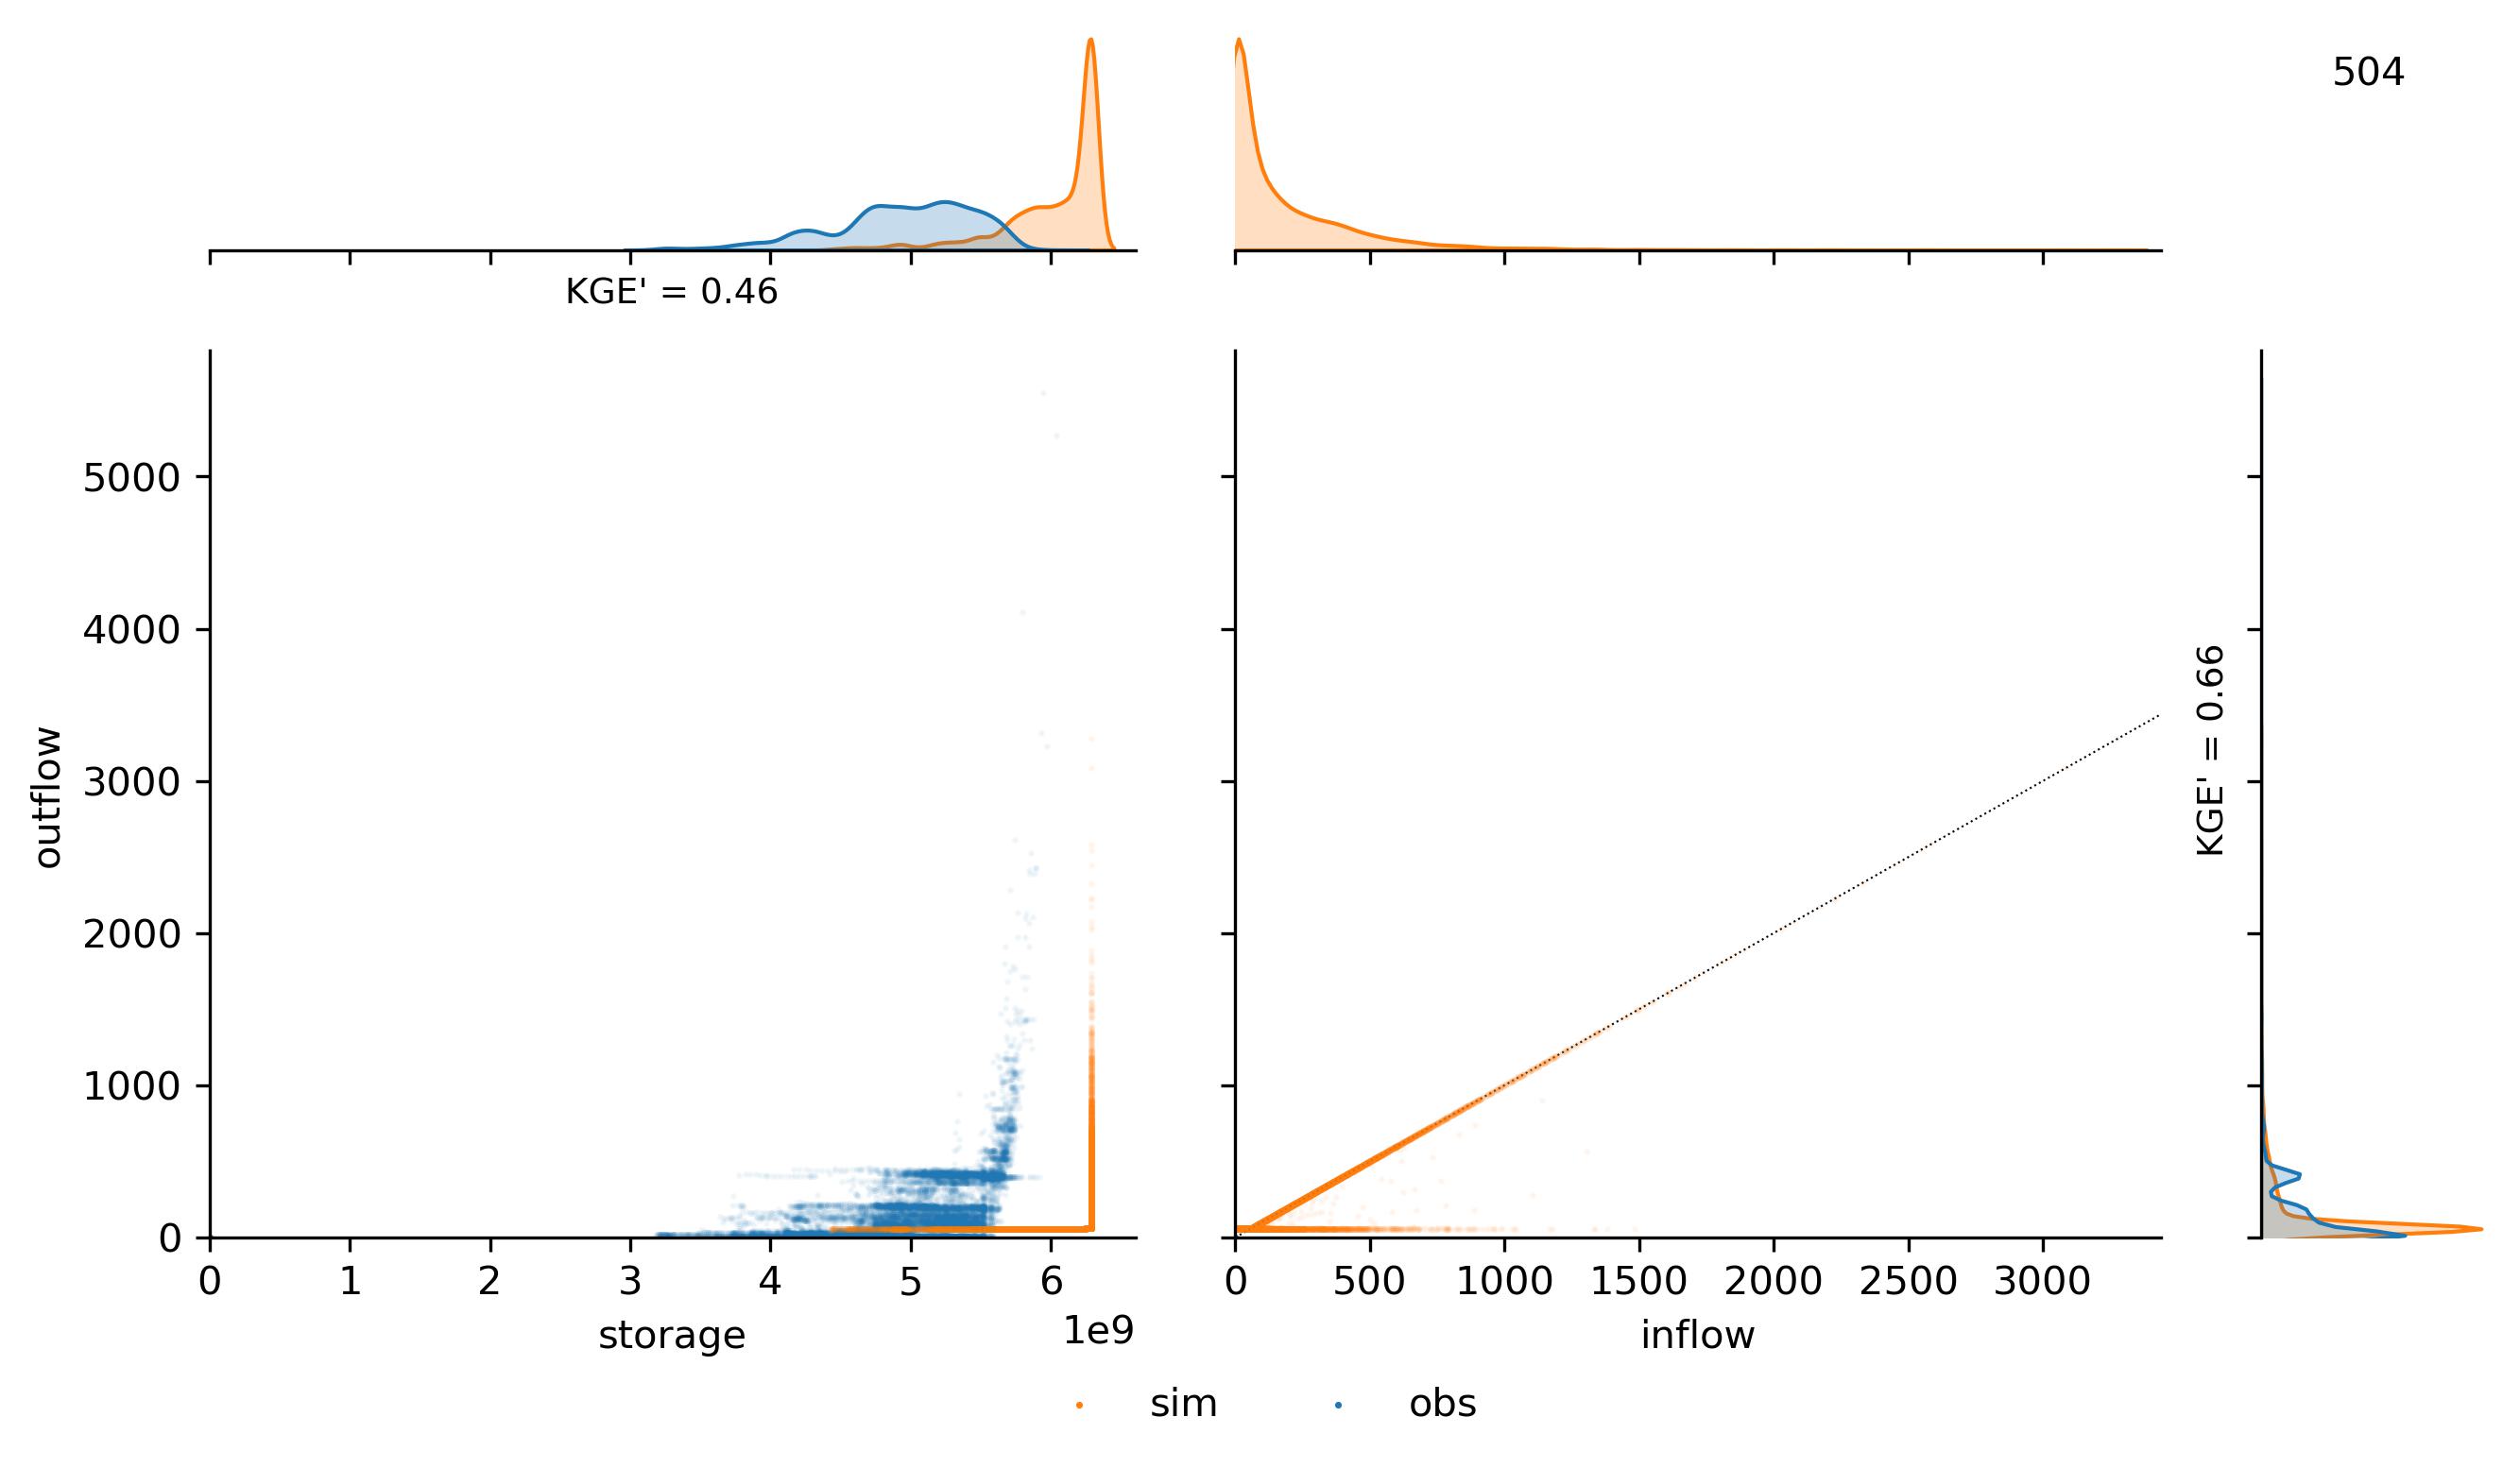 504
KGE' = 0.46
outflow
5000
4000
3000
2000
1000
0
KGE' = 0.66
0 1 2 3 4 5 6
1e9
storage
0 500 1000 1500 2000 2500 3000
inflow
sim obs